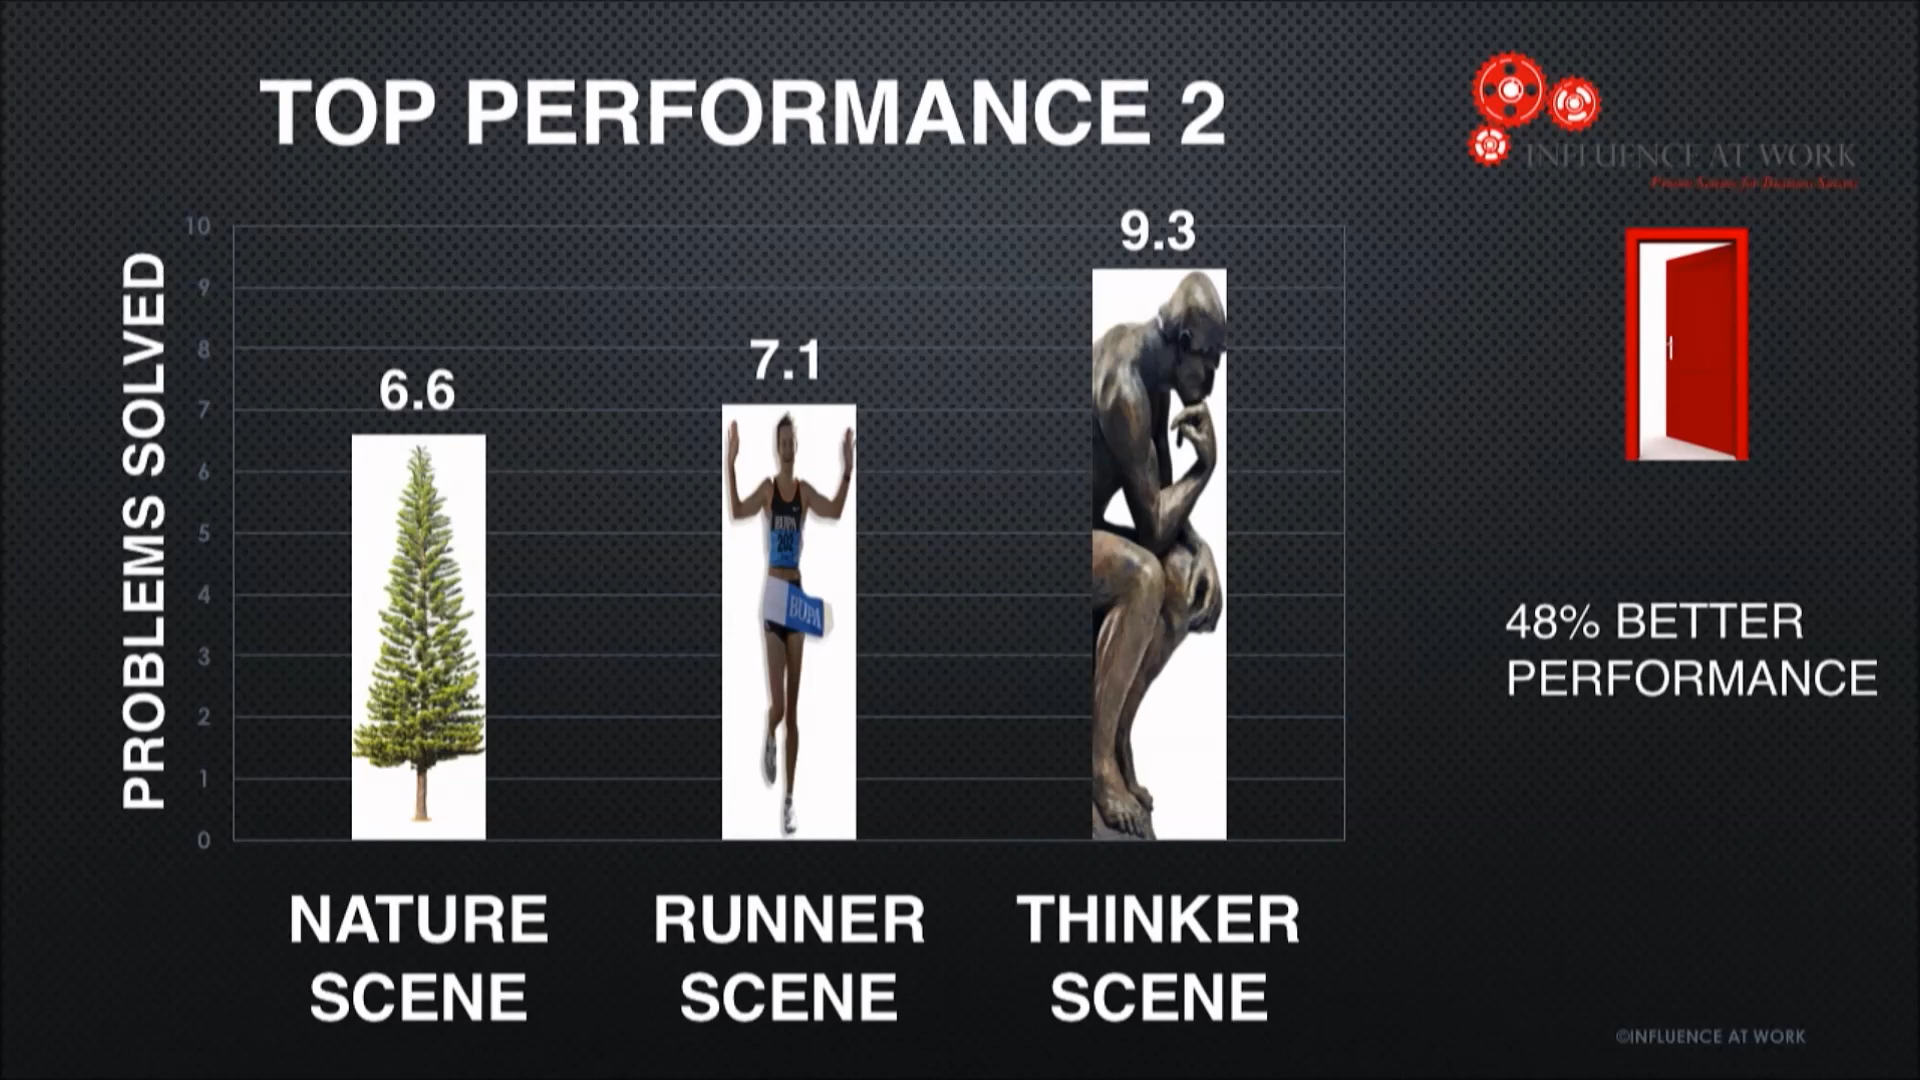 TOP PERFORMANCE 2
INFLUENCE AT WORK
PROBLEMS SOLVED
10
9
8
7
6
5
4
3
2
1
0
6.6
7.1
9.3
BUPA
202
BUPA
48% BETTER
PERFORMANCE
NATURE
SCENE
RUNNER
SCENE
THINKER
SCENE
©INFLUENCE AT WORK